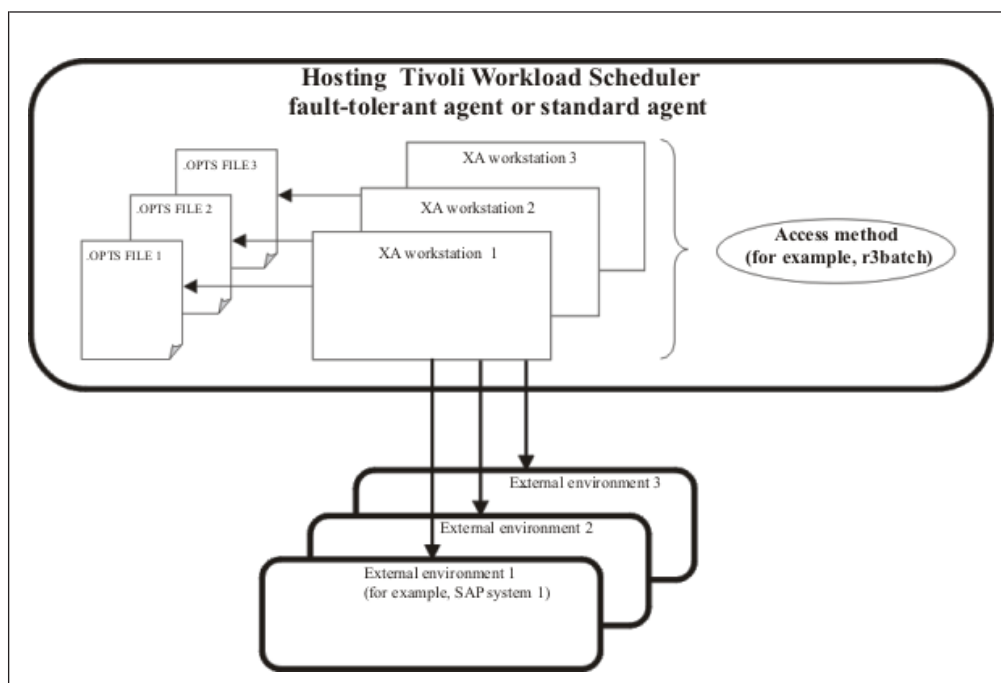 Hosting Tivoli Workload Scheduler
fault-tolerant agent or standard agent
.OPTS FILE 3
XA workstation 3
.OPTS FILE 2
XA workstation 2
.OPTS FILE 1
XA workstation 1
Access method
(for example, r3batch)
External environment 3
External environment 2
External environment 1
(for example, SAP system 1)